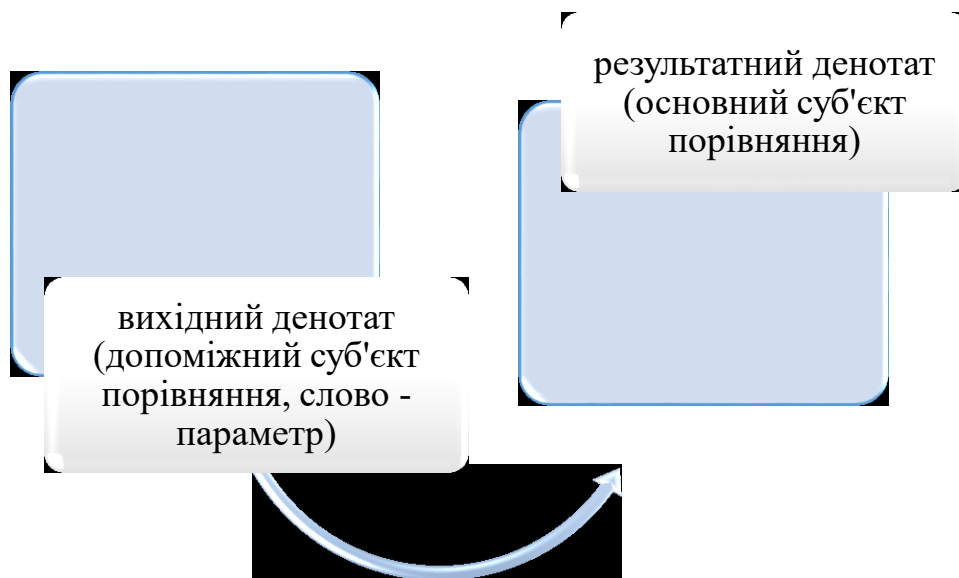 результатний денотат
(основний суб'єкт
порівняння)
вихідний денотат
(допоміжний суб'єкт
порівняння, слово -
параметр)